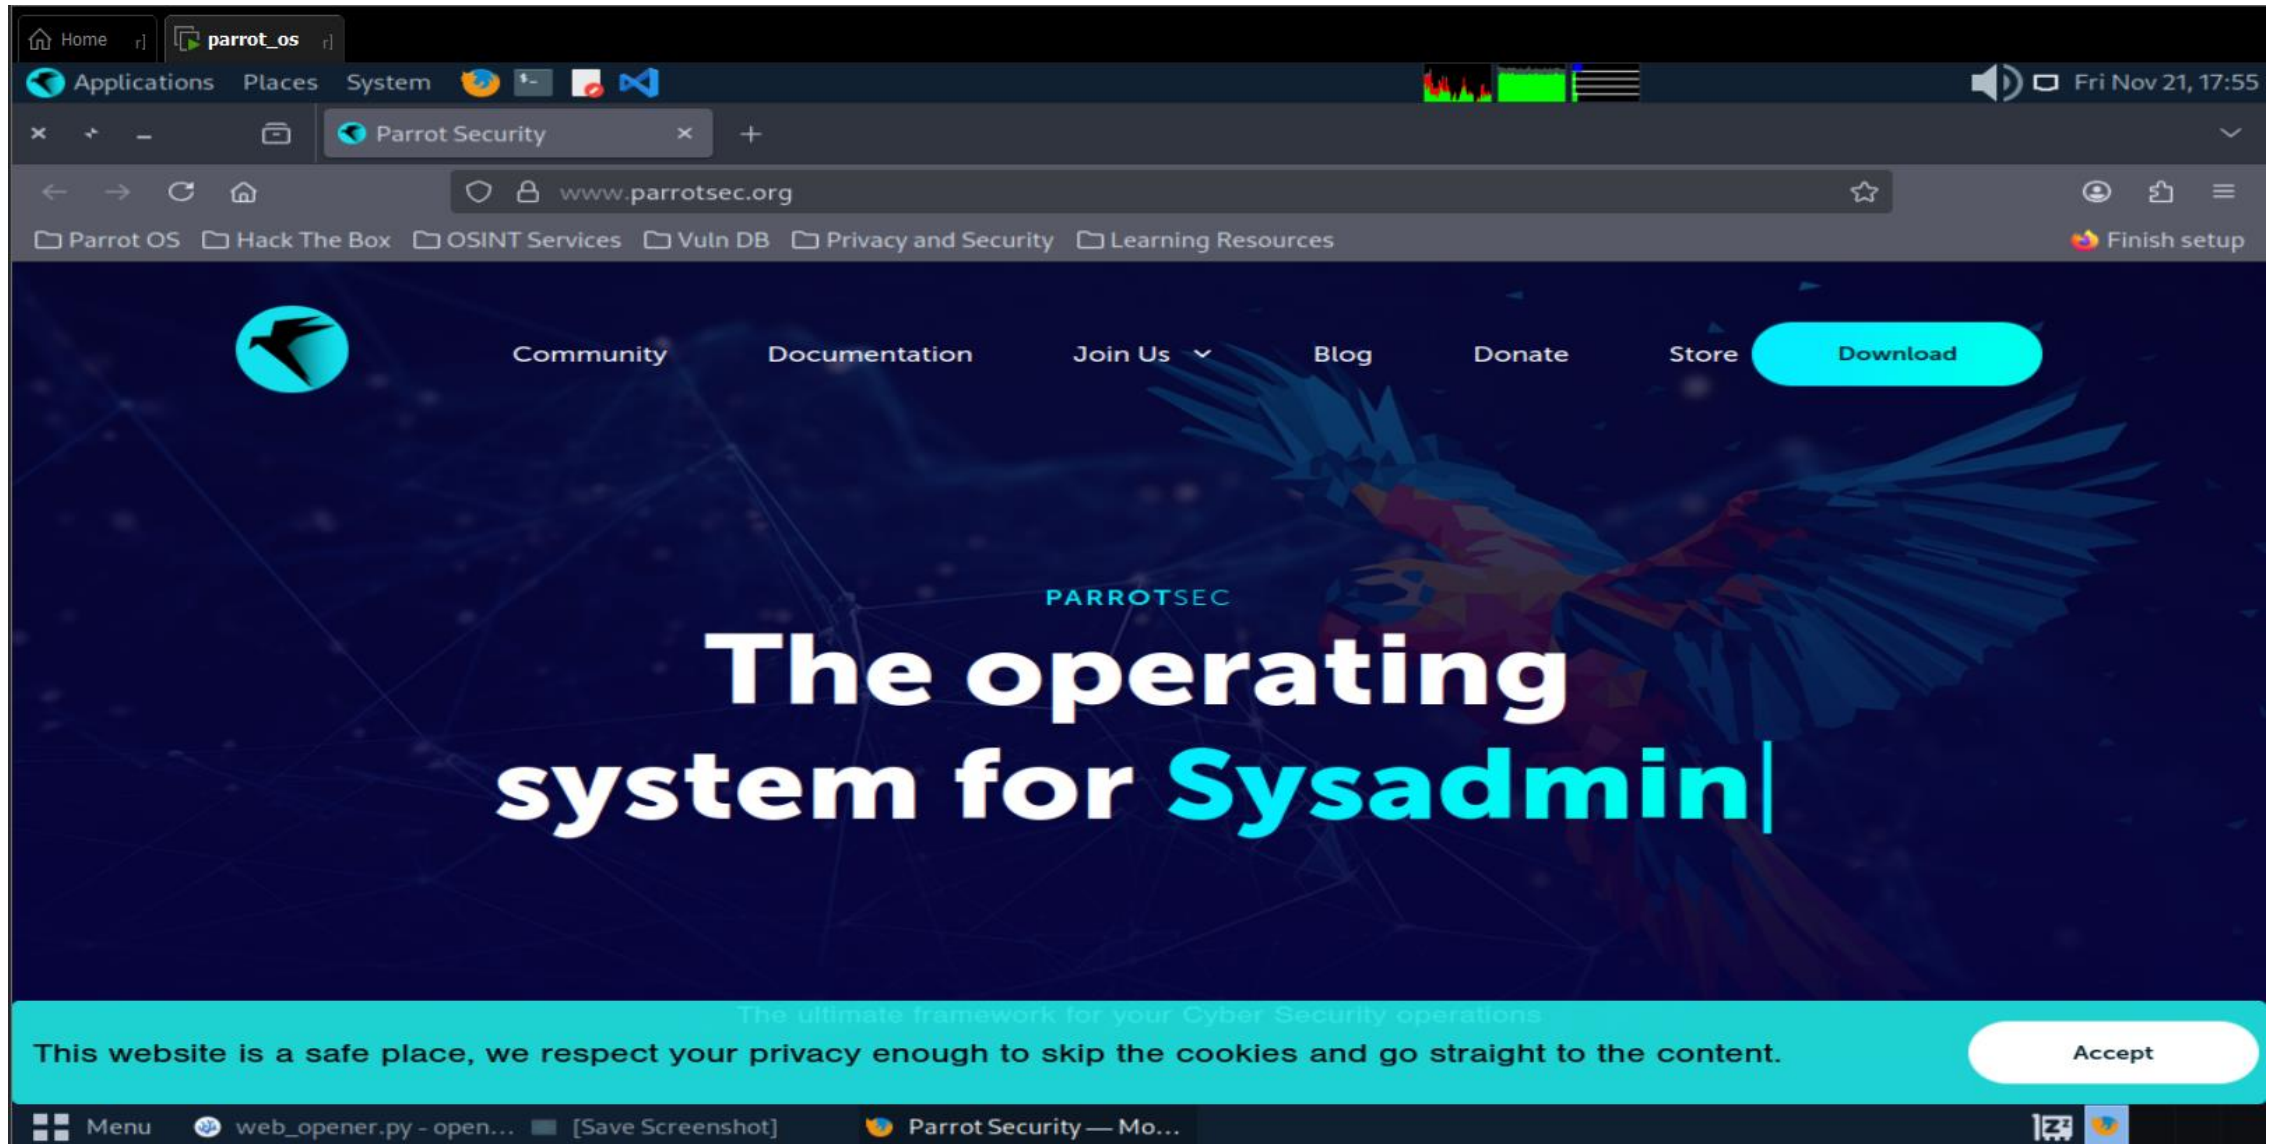 Home r]
parrot_os r]
Applications Places System
Fri Nov 21, 17:55
Parrot Security
www.parrotsec.org
Parrot OS Hack The Box OSINT Services Vuln DB Privacy and Security Learning Resources Finish setup
Community Documentation Join Us Blog Donate Store Download
PARROTSEC
The operating
system for Sysadmin
The ultimate framework for your Cyber Security operations
This website is a safe place, we respect your privacy enough to skip the cookies and go straight to the content.
Accept
Menu web_opener.py - open... [Save Screenshot] Parrot Security — Mo...